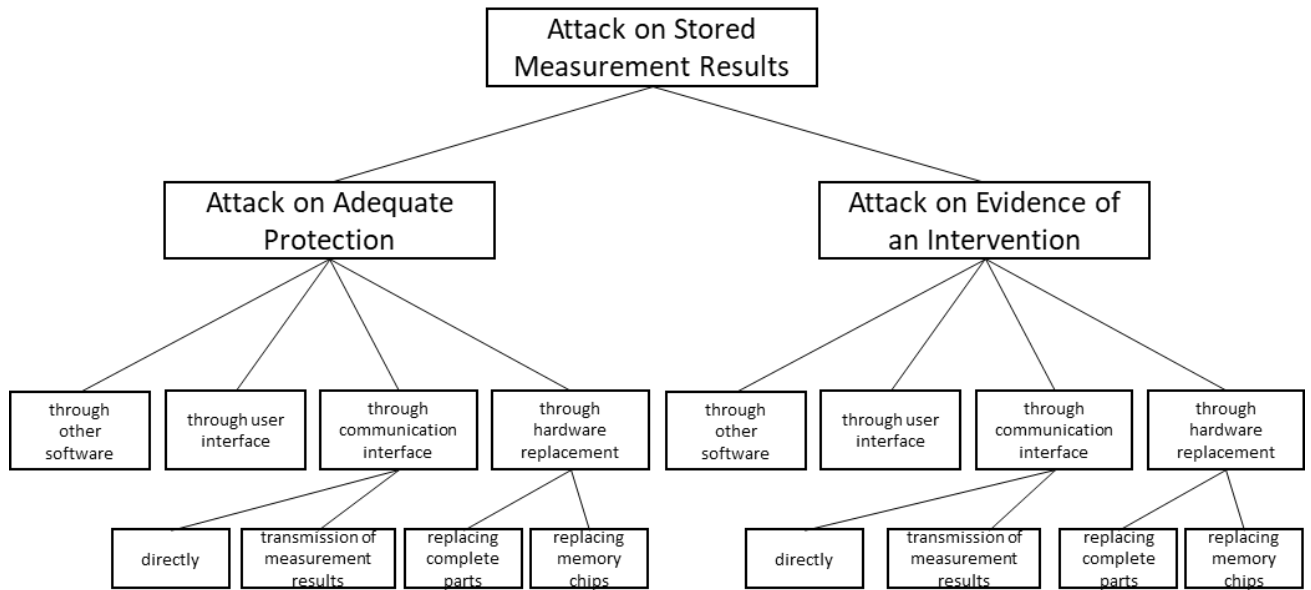 Attack on Stored
Measurement Results
Attack on Adequate
Protection
Attack on Evidence of
an Intervention
through
other
software
through user
interface
through
communication
interface
through
hardware
replacement
through
other
software
through user
interface
through
communication
interface
through
hardware
replacement
directly
transmission of
measurement
results
replacing
complete
parts
replacing
memory
chips
directly
transmission of
measurement
results
replacing
complete
parts
replacing
memory
chips